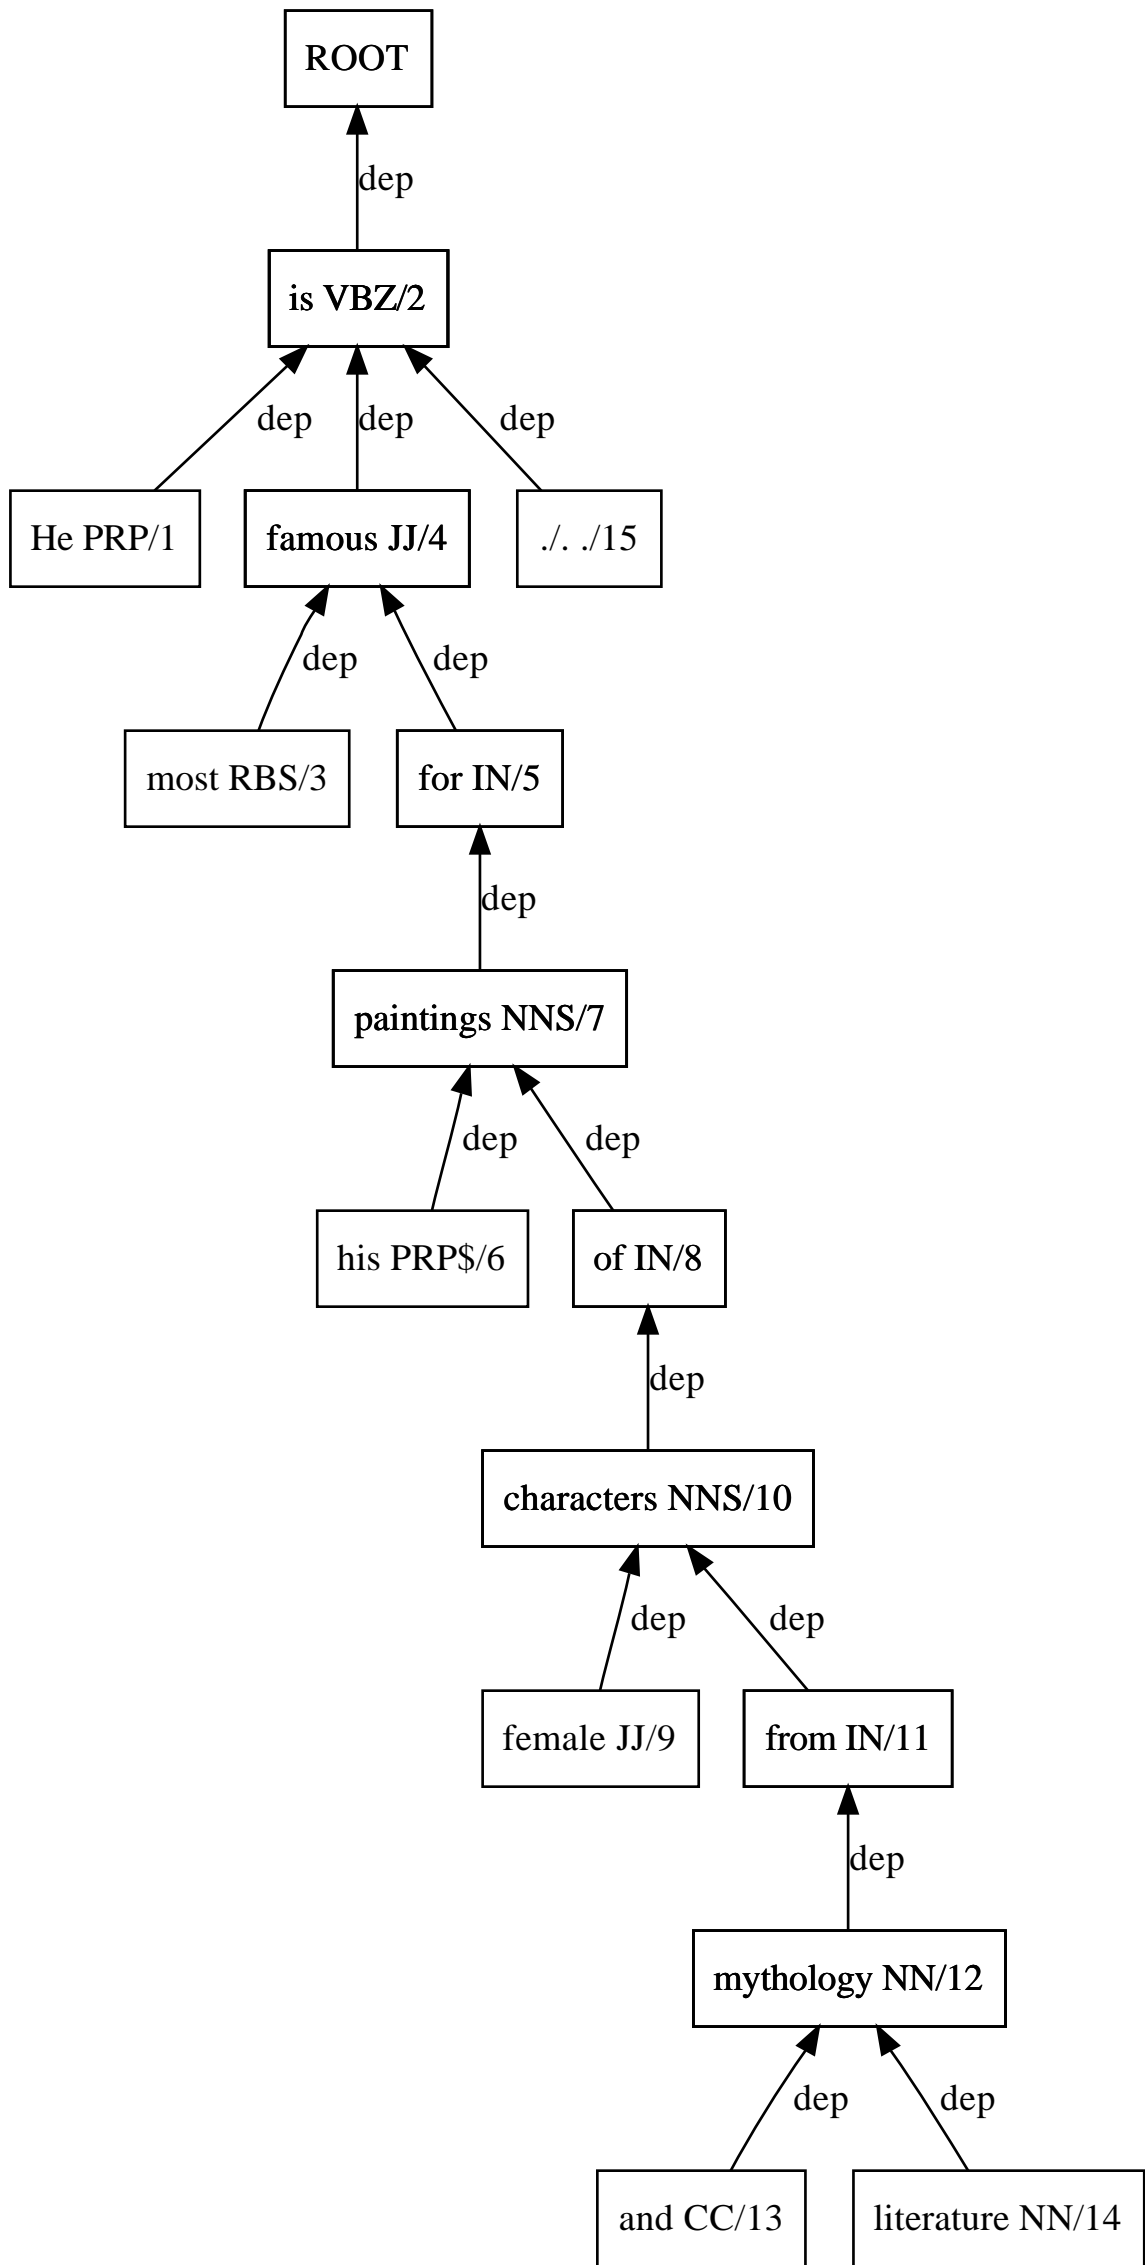 ROOT
dep
is VBZ/2
dep dep dep
He PRP/1 famous JJ/4 ./. ./15
dep dep
most RBS/3 for IN/5
dep
paintings NNS/7
dep dep
his PRP$/6 of IN/8
dep
characters NNS/10
dep dep
female JJ/9 from IN/11
dep
mythology NN/12
dep dep
and CC/13 literature NN/14